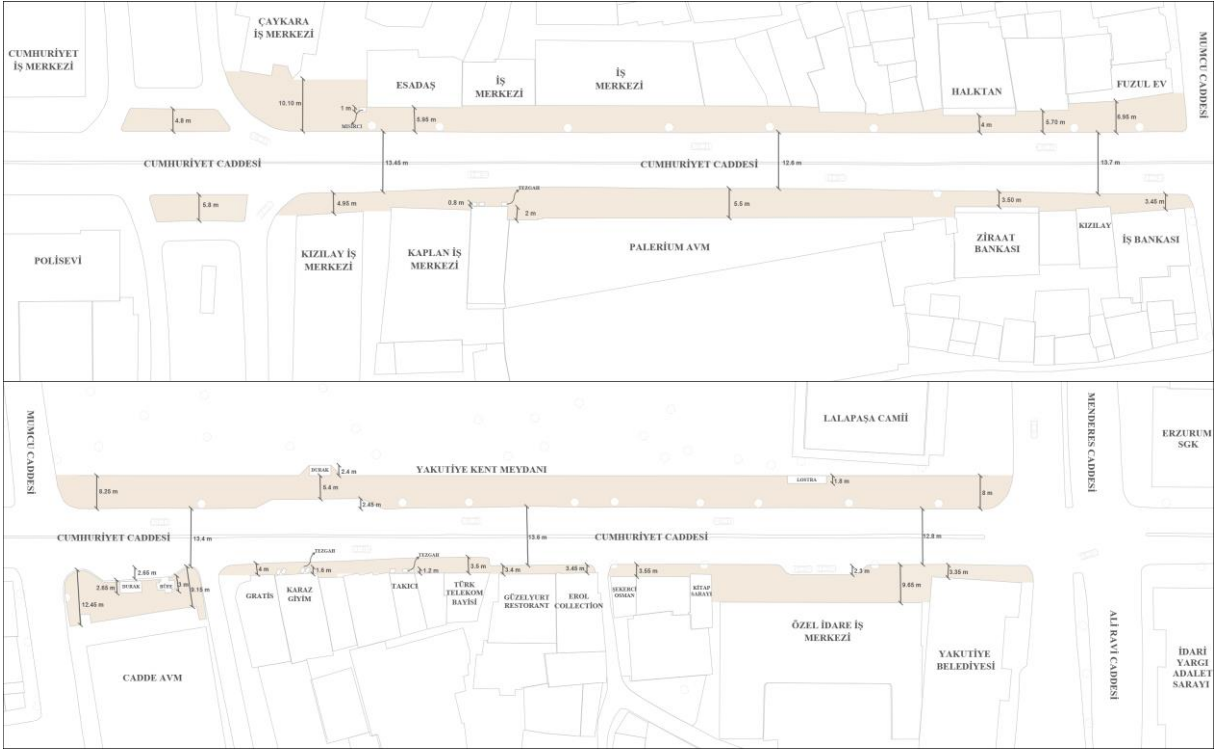 ÇAYKARA
İŞ MERKEZİ
CUMHURİYET
İŞ MERKEZİ
ESADAŞ
İŞ
MERKEZİ
İŞ
MERKEZİ
HALKTAN
FUZUL EV
MUMCU CADDESİ
10.10 m
1 m
MISIRCI
4.8 m
5.95 m
4 m
5.70 m
6.95 m
CUMHURİYET CADDESİ
13.45 m
CUMHURİYET CADDESİ
12.8 m
13.7 m
5.8 m
4.95 m
0.8 m
TEZGAH
2 m
5.5 m
3.50 m
3.45 m
POLİSEVİ
KIZILAY İŞ
MERKEZİ
KAPLAN İŞ
MERKEZİ
PALERİUM AVM
ZİRAAT
BANKASI
KIZILAY
İŞ BANKASI
MUMCU CADDESİ
LALAPAŞA CAMİİ
MENDERES CADDESİ
ERZURUM
SGK
DURAK
2.4 m
YAKUTİYE KENT MEYDANI
8.25 m
5.4 m
2.45 m
LOSTRA
1.8 m
8 m
CUMHURİYET CADDESİ
13.4 m
13.6 m
CUMHURİYET CADDESİ
12.8 m
2.65 m
2.65 m
DURAK
BÜFE
3 m
9.15 m
12.45 m
4 m
TEZGAH
1.6 m
TEZGAH
1.2 m
3.5 m
3.4 m
3.45 m
3.55 m
2.3 m
9.65 m
3.35 m
GRATİS
KARAZ
GİYİM
TAKICI
TÜRK
TELEKOM
BAYİSİ
GÜZELYURT
RESTORANT
EROL
COLLECTION
ŞEKERCİ
OSMAN
KİTAP
SARAYI
ÖZEL İDARE İŞ
MERKEZİ
YAKUTİYE
BELEDİYESİ
CADDE AVM
ALİ RAVİ CADDESİ
İDARİ
YARGI
ADALET
SARAYI